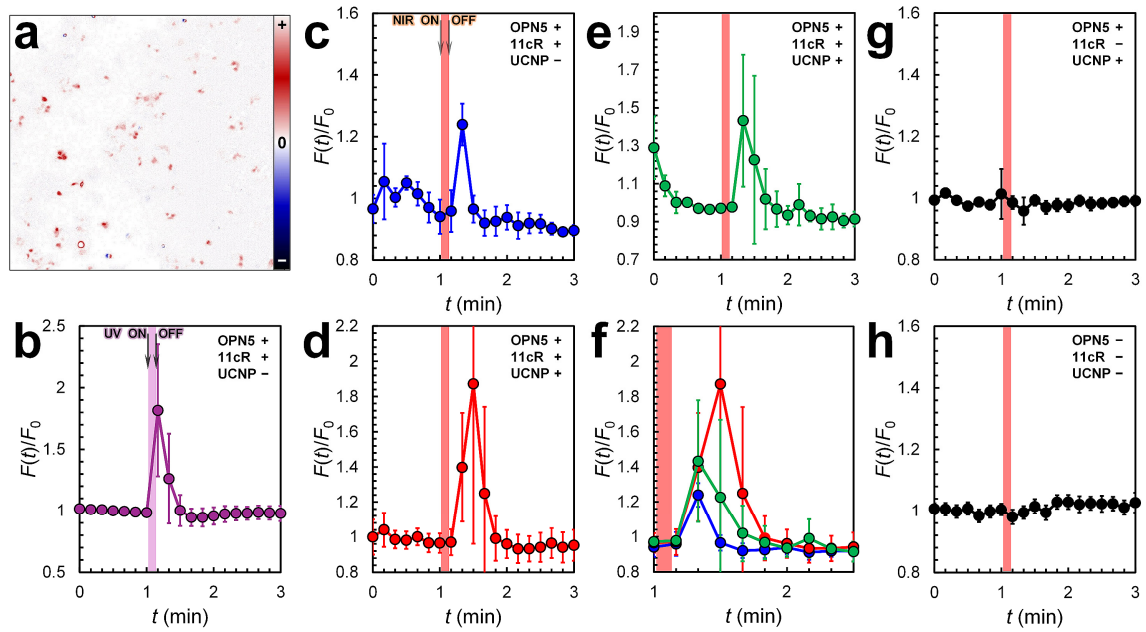 a
+
0
−
b
UV ON OFF
OPN5 +
11cR +
UCNP −
2.5
2
1.5
1
0.5
F(t)/F0
0 1 2 3
t (min)
c
NIR ON OFF
OPN5 +
11cR +
UCNP −
1.6
1.4
1.2
1
0.8
F(t)/F0
0 1 2 3
t (min)
d
OPN5 +
11cR +
UCNP +
2.2
2
1.8
1.6
1.4
1.2
1
0.8
F(t)/F0
0 1 2 3
t (min)
e
OPN5 +
11cR +
UCNP +
1.9
1.7
1.5
1.3
1.1
0.9
0.7
F(t)/F0
0 1 2 3
t (min)
f
2.2
2
1.8
1.6
1.4
1.2
1
0.8
F(t)/F0
1 2
t (min)
g
OPN5 +
11cR −
UCNP +
1.6
1.4
1.2
1
0.8
F(t)/F0
0 1 2 3
t (min)
h
OPN5 −
11cR −
UCNP −
1.6
1.4
1.2
1
0.8
F(t)/F0
0 1 2 3
t (min)